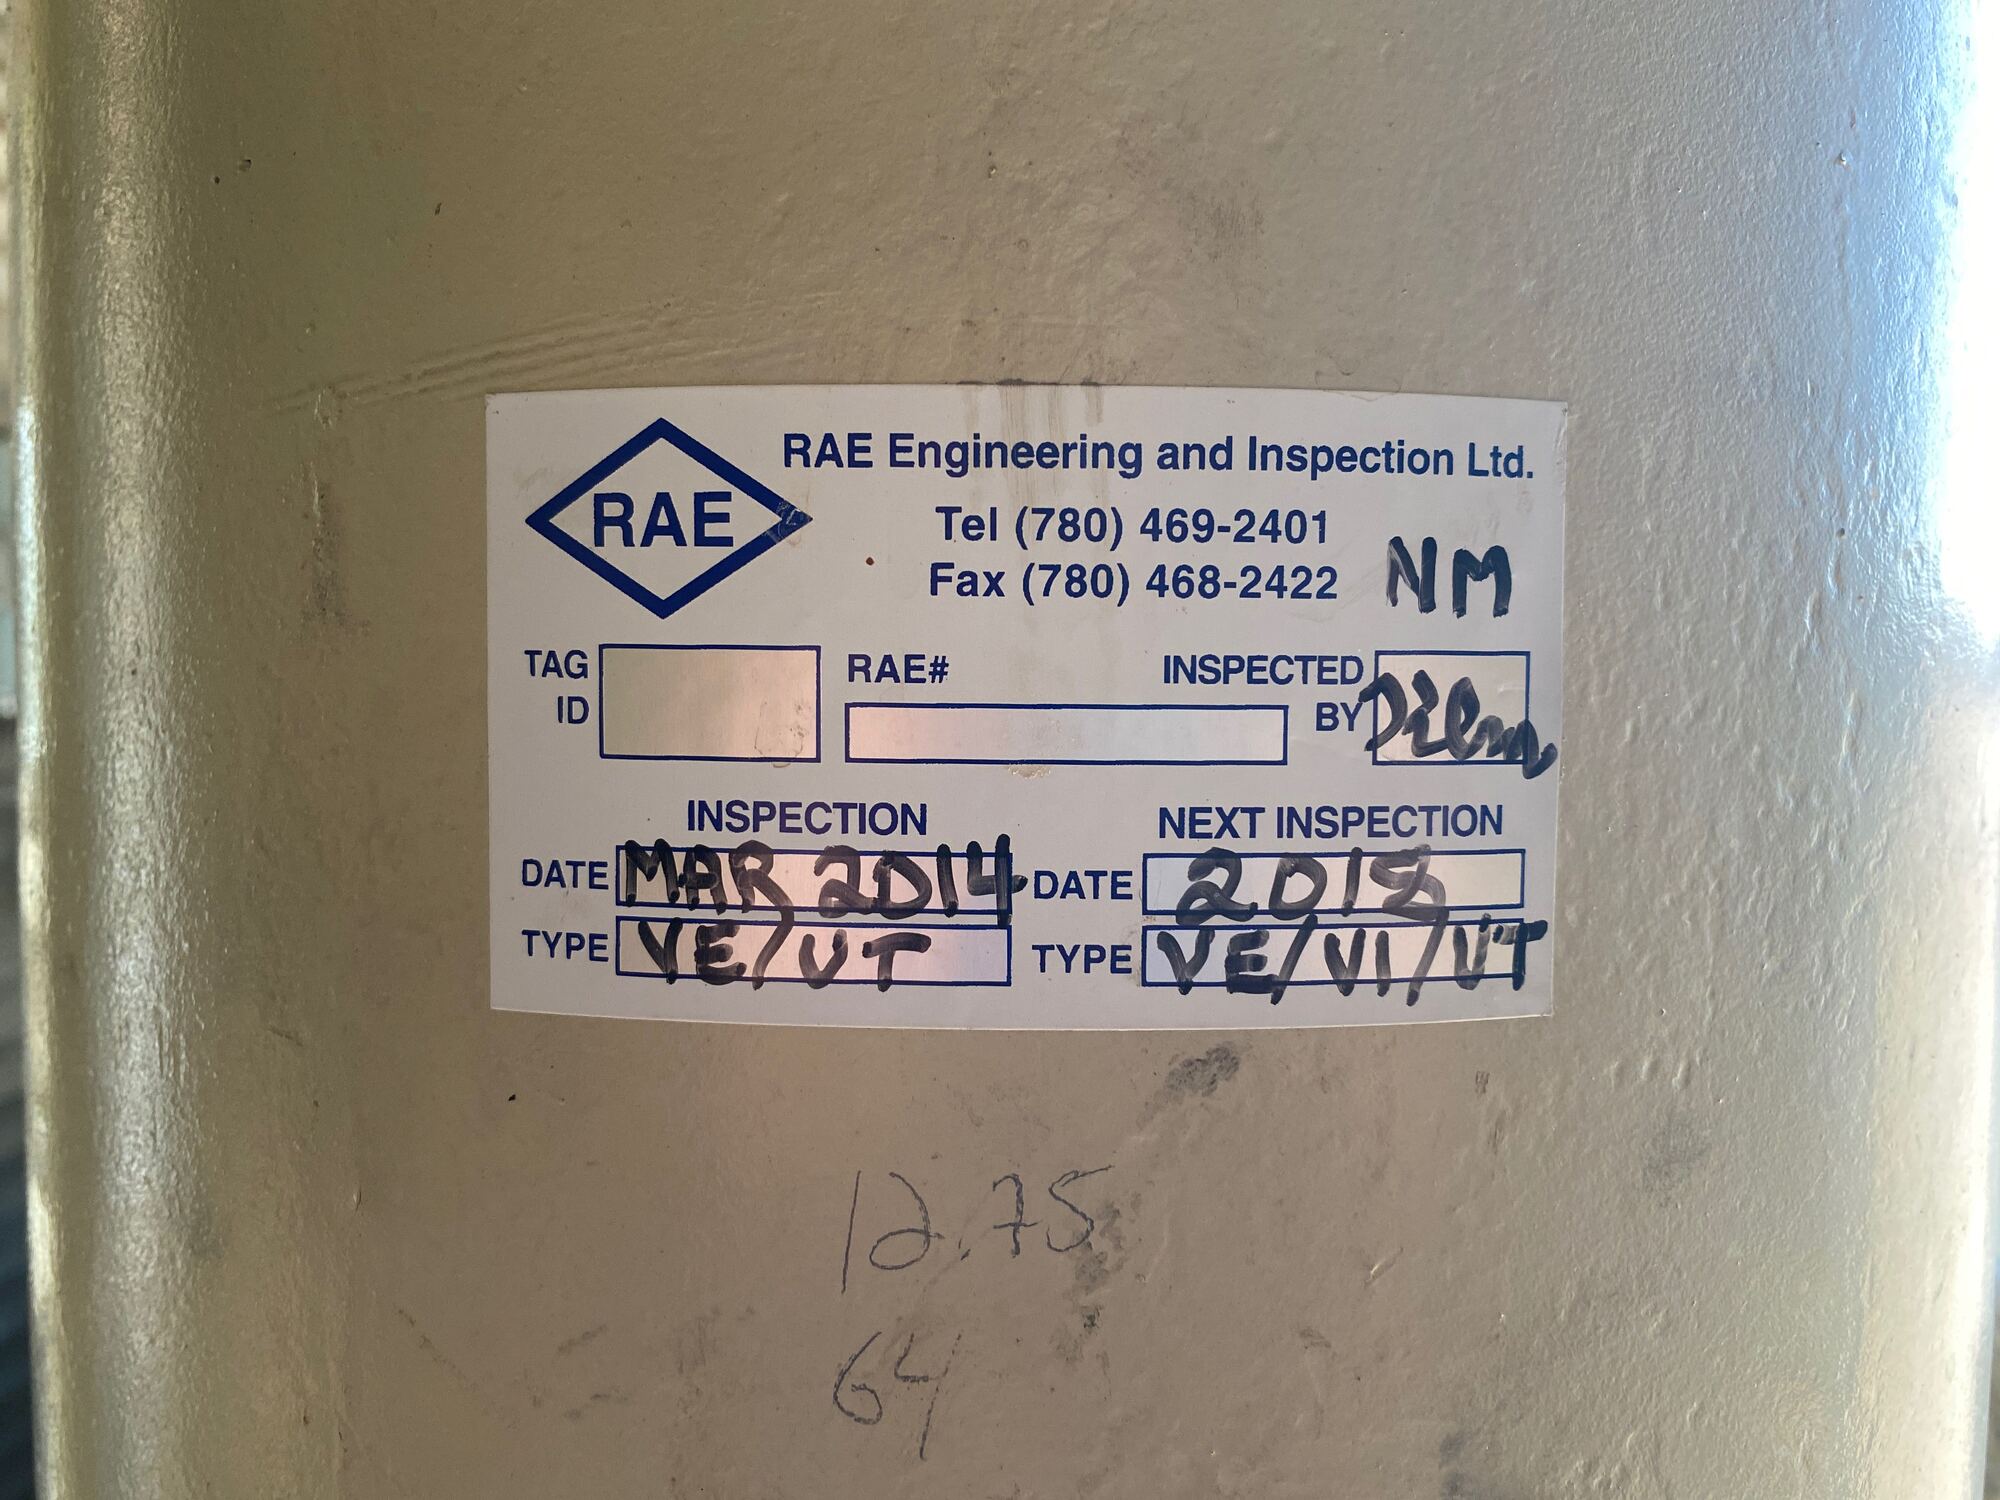 RAE
RAE Engineering and Inspection Ltd.
Tel (780) 469-2401
Fax (780) 468-2422
NM
TAG ID
RAE#
INSPECTED BY
INSPECTION
DATE MAR 2014
TYPE VE/UT
NEXT INSPECTION
DATE 2018
TYPE VE/VI/UT
12.75
64